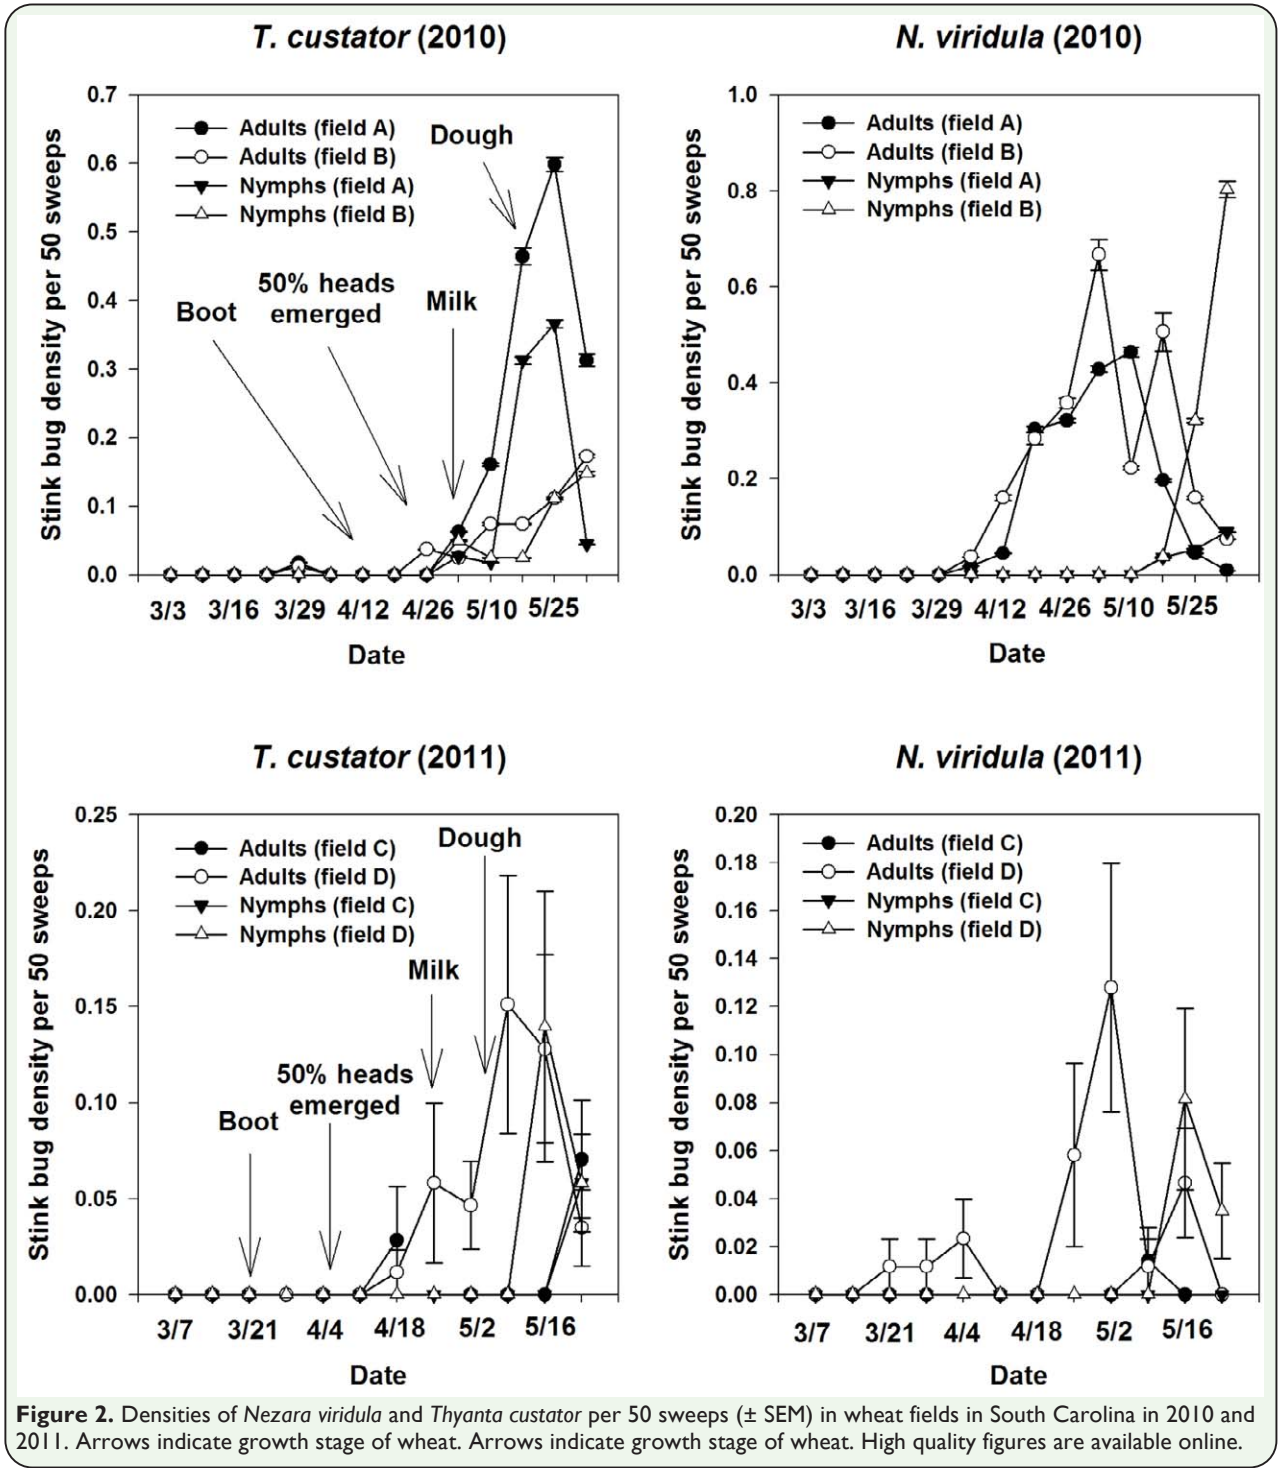 T. custator (2010)
0.7
0.6
0.5
0.4
0.3
0.2
0.1
0.0
Stink bug density per 50 sweeps
Adults (field A)
Adults (field B)
Nymphs (field A)
Nymphs (field B)
Dough
50% heads
emerged
Boot
Milk
3/3 3/16 3/29 4/12 4/26 5/10 5/25
Date
N. viridula (2010)
1.0
0.8
0.6
0.4
0.2
0.0
Stink bug density per 50 sweeps
Adults (field A)
Adults (field B)
Nymphs (field A)
Nymphs (field B)
3/3 3/16 3/29 4/12 4/26 5/10 5/25
Date
T. custator (2011)
0.25
0.20
0.15
0.10
0.05
0.00
Stink bug density per 50 sweeps
Adults (field C)
Adults (field D)
Nymphs (field C)
Nymphs (field D)
Dough
Milk
50% heads
emerged
Boot
3/7 3/21 4/4 4/18 5/2 5/16
Date
N. viridula (2011)
0.20
0.18
0.16
0.14
0.12
0.10
0.08
0.06
0.04
0.02
0.00
Stink bug density per 50 sweeps
Adults (field C)
Adults (field D)
Nymphs (field C)
Nymphs (field D)
3/7 3/21 4/4 4/18 5/2 5/16
Date
Figure 2. Densities of Nezara viridula and Thyanta custator per 50 sweeps (± SEM) in wheat fields in South Carolina in 2010 and
2011. Arrows indicate growth stage of wheat. Arrows indicate growth stage of wheat. High quality figures are available online.